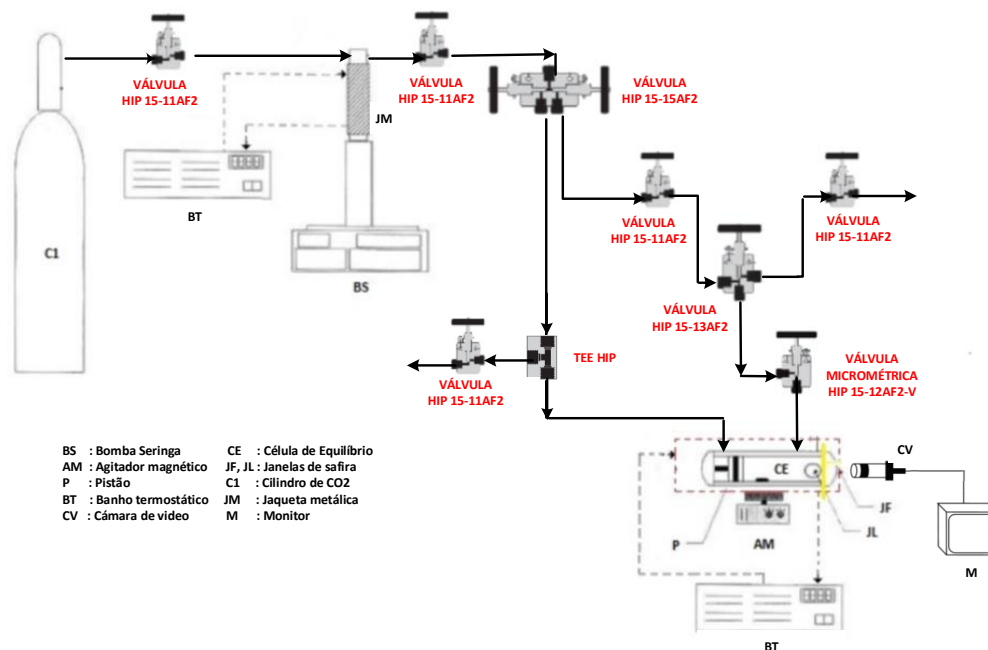 VÁLVULA
HIP 15-11AF2
VÁLVULA
HIP 15-11AF2
VÁLVULA
HIP 15-15AF2
JM
BT
C1
BS
VÁLVULA
HIP 15-11AF2
VÁLVULA
HIP 15-11AF2
VÁLVULA
HIP 15-13AF2
TEE HIP
VÁLVULA
HIP 15-11AF2
VÁLVULA
MICROMÉTRICA
HIP 15-12AF2-V
BS : Bomba Seringa CE : Célula de Equilíbrio
AM : Agitador magnético JF, JL : Janelas de safira
P : Pistão C1 : Cilindro de CO2
BT : Banho termostático JM : Jaqueta metálica
CV : Cámara de video M : Monitor
CE
CV
JF
JL
P
AM
M
BT